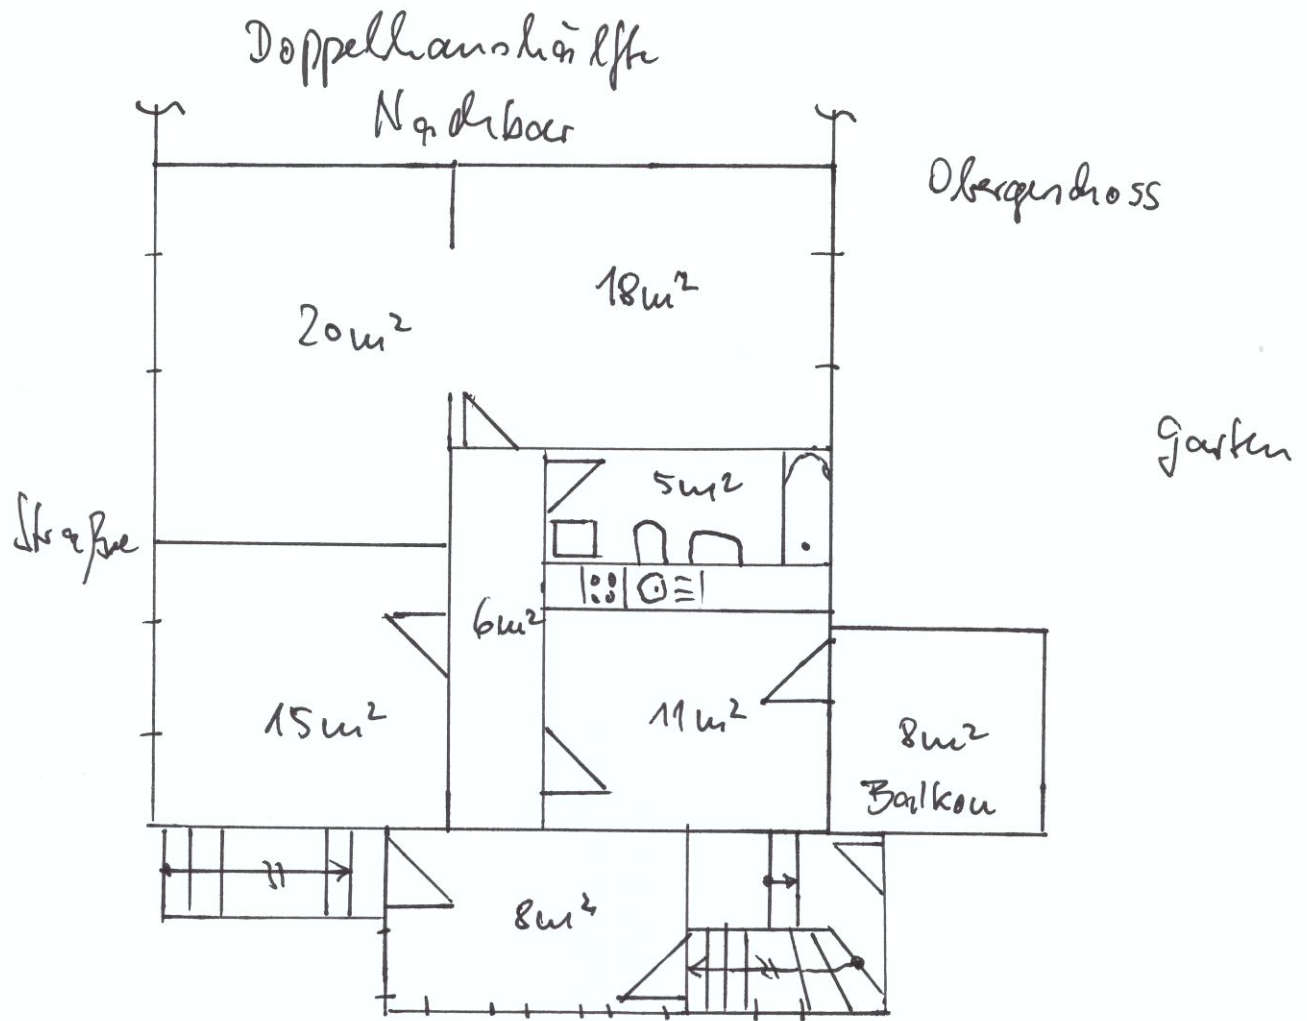 Doppelhaushälfte
Nachbar
Obergeschoss
18m²
20m²
Garten
5m²
Straße
6m²
15m²
11m²
8m²
Balkon
8m²